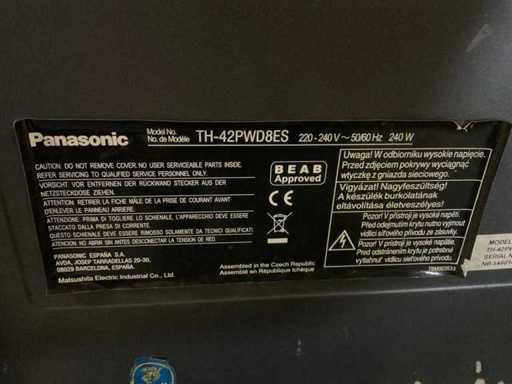 Panasonic
Model No.
No. de Modèle
TH-42PWD8ES 220 - 240 V ~ 50/60 Hz 240 W
CAUTION: DO NOT REMOVE COVER. NO USER SERVICEABLE PARTS INSIDE.
REFER SERVICING TO QUALIFIED SERVICE PERSONNEL ONLY.
VORSICHT: VOR ENTFERNEN DER RÜCKWAND STECKER AUS DER
NETZSTECKDOSE ZIEHEN.
ATTENTION: RETIRER LA FICHE MÂLE DE LA PRISE DE COURANT AVANT
D'ENLEVER LE PANNEAU ARRIERE.
ATTENZIONE: PRIMA DI TOGLIERE LO SCHIENALE, L'APPARECCHIO DEVE ESSERE
STACCATO DALLA PRESA DI CORRENTE.
QUESTO SCHIENALE DEVE ESSERE RIMOSSO SOLAMENTE DA TECNICI QUALIFICATI.
ATENCION: NO ABRIR SIN ANTES DESCONECTAR LA TENSION DE RED.
PANASONIC ESPAÑA S.A.
AVDA, JOSEP TARRADELLAS 20-30,
08029 BARCELONA, ESPAÑA.
Matsushita Electric Industrial Co., Ltd.
BEAB
Approved
CE
Assembled in the Czech Republic
Assemblé en République tchèque
Uwaga! W odbiorniku wysokie napięcie.
Przed zdjęciem pokrywy wyciągnąć
wtyczkę z gniazda sieciowego.
Vigyázat! Nagyfeszültség!
A készülék burkolatának
eltávolítása életveszélyes!
Pozor! V přístroji je vysoké napětí.
Před odejmutím krytu nutno vyjmout
vidlici síťového přívodu ze zásuvky.
Pozor! V prístroji je vysoké napätie.
Pred odstránením krytu je potrebné
vytiahnuť vidlicu sieťového prívodu.
MODEL
TH-42PW
SERIAL N